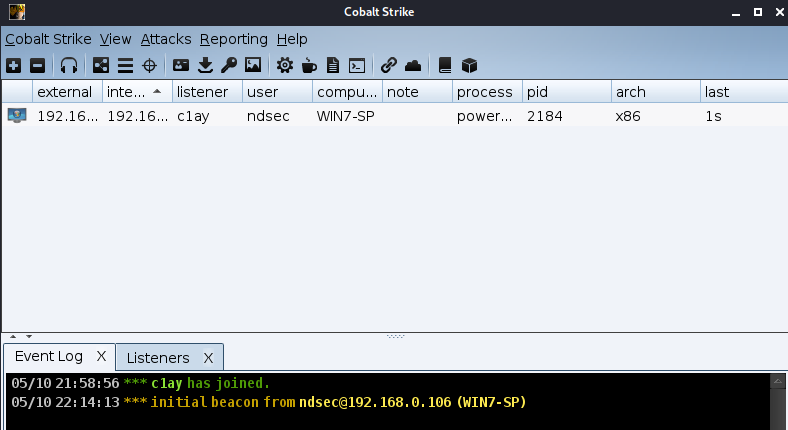 Cobalt Strike
Cobalt Strike View Attacks Reporting Help
external inte... listener user compu... note process pid arch last
192.16... 192.16... c1ay ndsec WIN7-SP power... 2184 x86 1s
Event Log X Listeners X
05/10 21:58:56 *** c1ay has joined.
05/10 22:14:13 *** initial beacon from ndsec@192.168.0.106 (WIN7-SP)